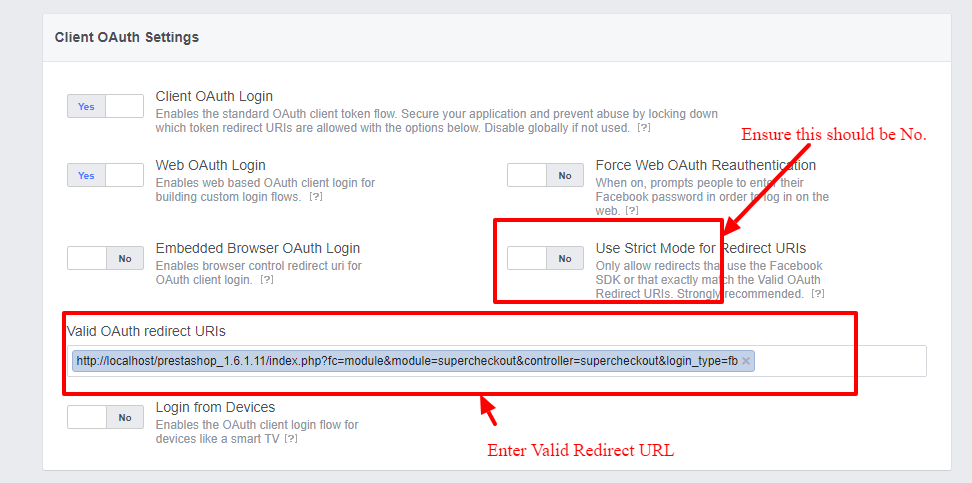 Client OAuth Settings
Yes
Client OAuth Login
Enables the standard OAuth client token flow. Secure your application and prevent abuse by locking down
which token redirect URIs are allowed with the options below. Disable globally if not used. [?]
Ensure this should be No.
Yes
Web OAuth Login
Enables web based OAuth client login for
building custom login flows. [?]
No
Force Web OAuth Reauthentication
When on, prompts people to enter their
Facebook password in order to log in on the
web. [?]
No
Embedded Browser OAuth Login
Enables browser control redirect uri for
OAuth client login. [?]
No
Use Strict Mode for Redirect URIs
Only allow redirects that use the Facebook
SDK or that exactly match the Valid OAuth
Redirect URIs. Strongly recommended. [?]
Valid OAuth redirect URIs
http://localhost/prestashop_1.6.1.11/index.php?fc=module&module=supercheckout&controller=supercheckout&login_type=fb ×
No
Login from Devices
Enables the OAuth client login flow for
devices like a smart TV [?]
Enter Valid Redirect URL